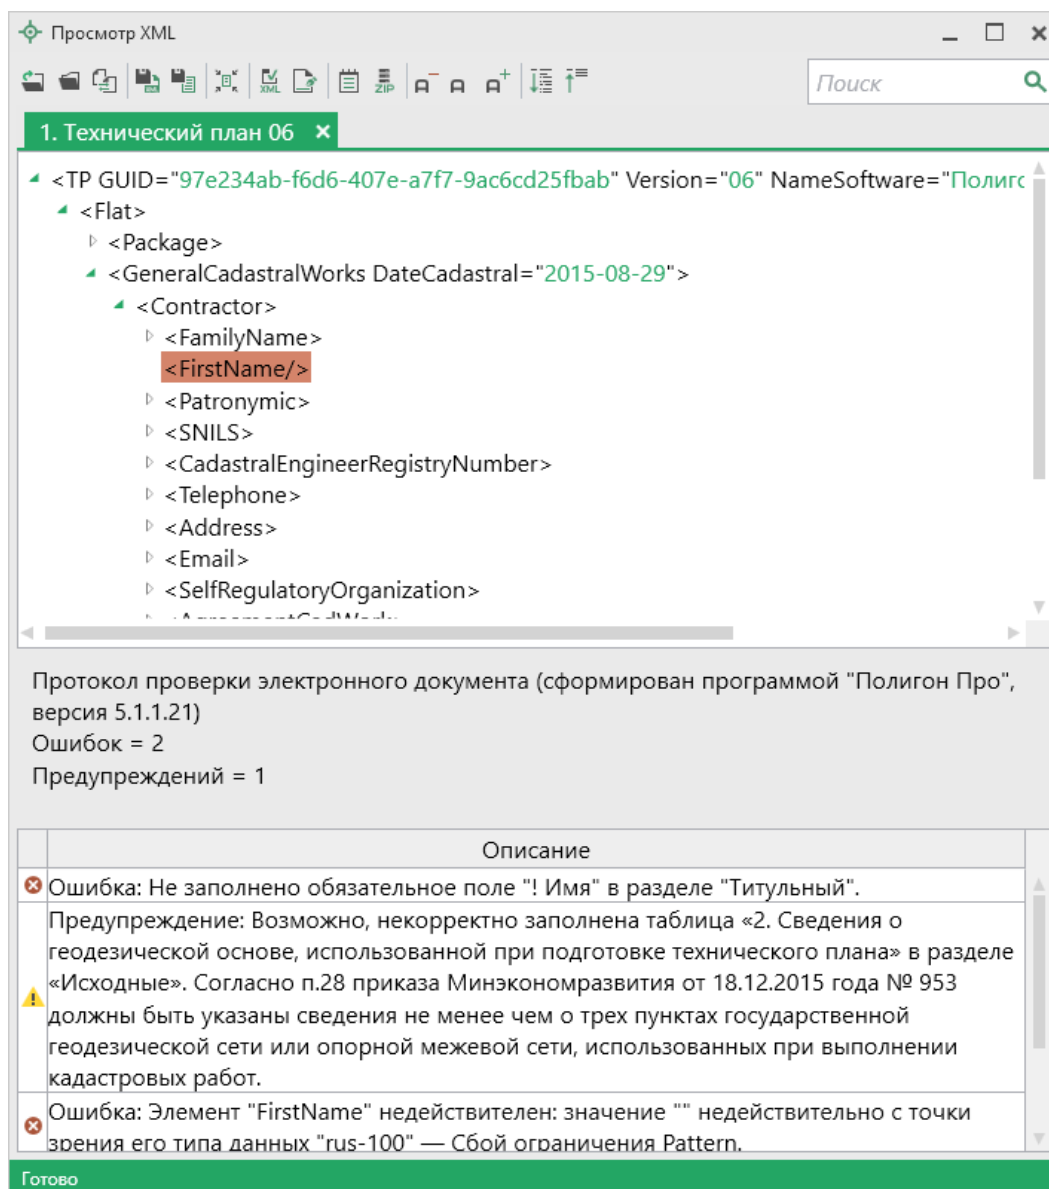 Просмотр XML
XML
ZIP
Поиск
1. Технический план 06
<TP GUID="97e234ab-f6d6-407e-a7f7-9ac6cd25fbab" Version="06" NameSoftware="Полиго
<Flat>
<Package>
<GeneralCadastralWorks DateCadastral="2015-08-29">
<Contractor>
<FamilyName>
<FirstName/>
<Patronymic>
<SNILS>
<CadastralEngineerRegistryNumber>
<Telephone>
<Address>
<Email>
<SelfRegulatoryOrganization>
<AgreementCadWork>
Протокол проверки электронного документа (сформирован программой "Полигон Про",
версия 5.1.1.21)
Ошибок = 2
Предупреждений = 1
Описание
Ошибка: Не заполнено обязательное поле "! Имя" в разделе "Титульный".
Предупреждение: Возможно, некорректно заполнена таблица «2. Сведения о
геодезической основе, использованной при подготовке технического плана» в разделе
«Исходные». Согласно п.28 приказа Минэкономразвития от 18.12.2015 года № 953
должны быть указаны сведения не менее чем о трех пунктах государственной
геодезической сети или опорной межевой сети, использованных при выполнении
кадастровых работ.
Ошибка: Элемент "FirstName" недействителен: значение "" недействительно с точки
зрения его типа данных "rus-100" — Сбой ограничения Pattern.
Готово